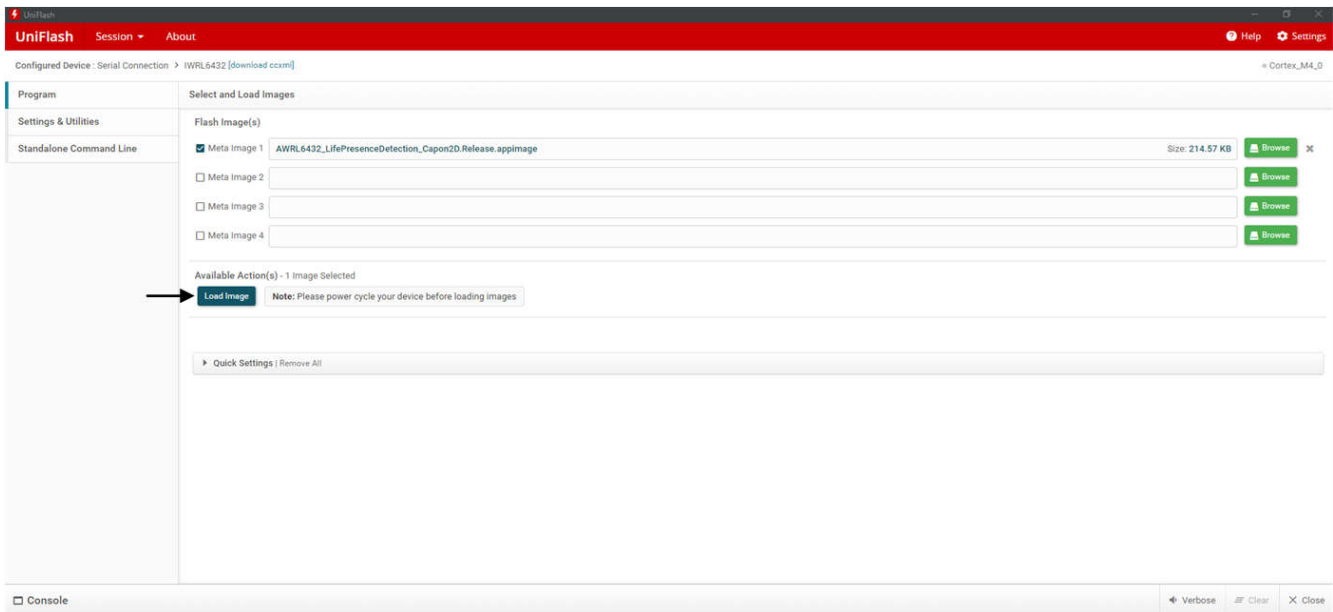 UniFlash
UniFlash Session About Help Settings
Configured Device : Serial Connection > IWRL6432 [download ccxml] Cortex_M4_0
Program
Settings & Utilities
Standalone Command Line
Select and Load Images
Flash Image(s)
Meta Image 1 AWRL6432_LifePresenceDetection_Capon2D.Release.appimage Size: 214.57 KB Browse
Meta Image 2 Browse
Meta Image 3 Browse
Meta Image 4 Browse
Available Action(s) - 1 Image Selected
Load Image Note: Please power cycle your device before loading images
Quick Settings | Remove All
Console Verbose Clear Close